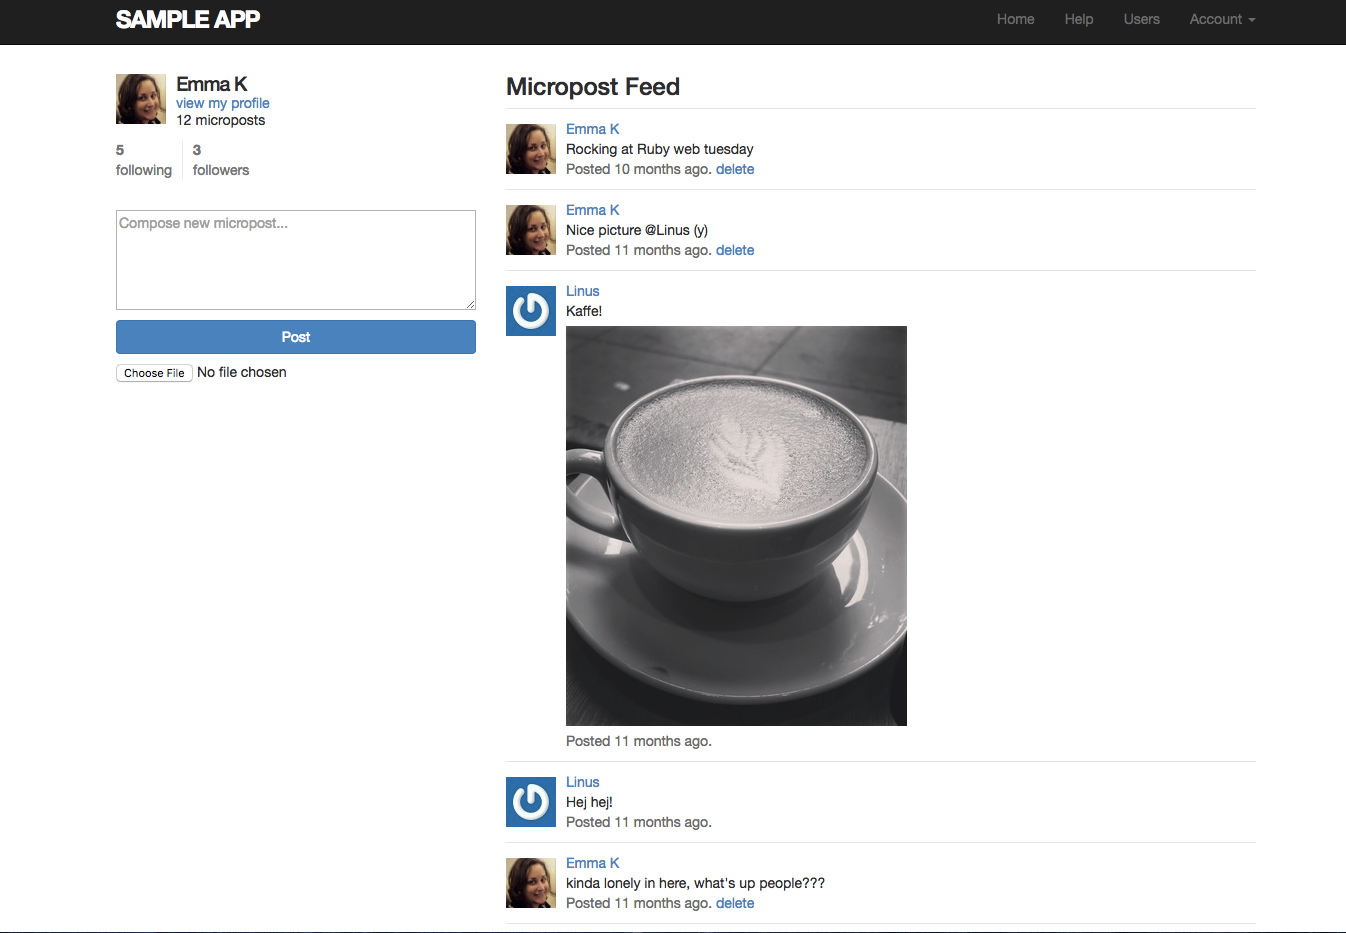 SAMPLE APP
Home
Help
Users
Account
Emma K
view my profile
12 microposts
5
following
3
followers
Compose new micropost...
Post
Choose File No file chosen
Micropost Feed
Emma K
Rocking at Ruby web tuesday
Posted 10 months ago. delete
Emma K
Nice picture @Linus (y)
Posted 11 months ago. delete
Linus
Kaffe!
Posted 11 months ago.
Linus
Hej hej!
Posted 11 months ago.
Emma K
kinda lonely in here, what's up people???
Posted 11 months ago. delete